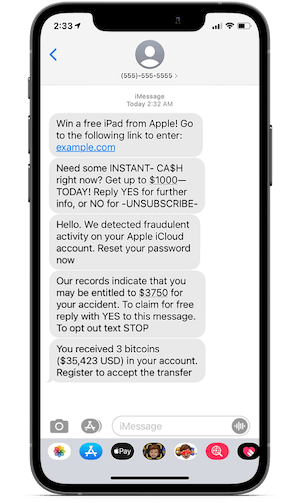 2:33
(555)-555-5555 >
iMessage
Today 2:32 AM
Win a free iPad from Apple! Go
to the following link to enter:
example.com
Need some INSTANT- CA$H
right now? Get up to $1000—
TODAY! Reply YES for further
info, or NO for -UNSUBSCRIBE-
Hello. We detected fraudulent
activity on your Apple iCloud
account. Reset your password
now
Our records indicate that you
may be entitled to $3750 for
your accident. To claim for free
reply with YES to this message.
To opt out text STOP
You received 3 bitcoins
($35,423 USD) in your account.
Register to accept the transfer
iMessage
Pay